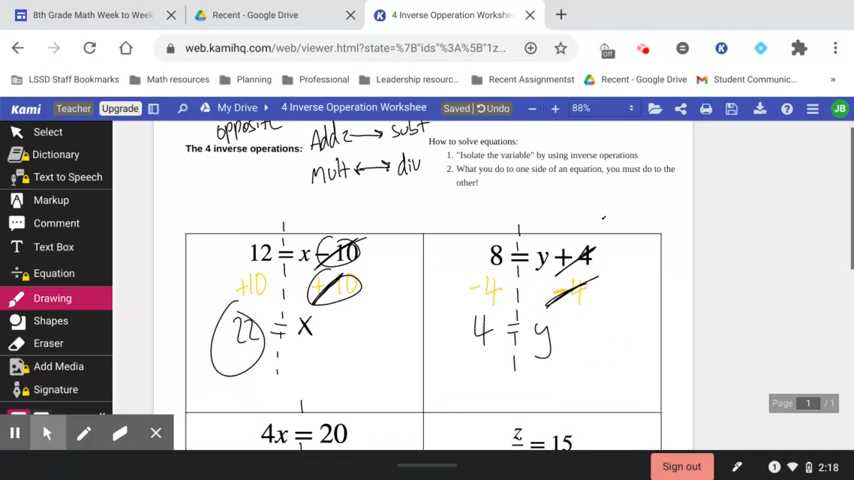 8th Grade Math Week to Week
Recent - Google Drive
4 Inverse Opperation Workshe
web.kamihq.com/web/viewer.html?state=%7B"ids"%3A%5B"1z...
Off
LSSD Staff Bookmarks
Math resources
Planning
Professional
Leadership resourc...
Recent Assignmentst
Recent - Google Drive
Student Communic...
Kami
Teacher
Upgrade
My Drive
4 Inverse Opperation Workshee
Saved
Undo
88%
JB
Select
Dictionary
Text to Speech
Markup
Comment
Text Box
Equation
Drawing
Shapes
Eraser
Add Media
Signature
opposite
The 4 inverse operations:
Add ↔ subt
Mult ↔ div
How to solve equations:
1. "Isolate the variable" by using inverse operations
2. What you do to one side of an equation, you must do to the
other!
12 = x - 10
+10 +10
22 = x
8 = y + 4
-4 -4
4 = y
4x = 20
z
= 15
Page 1 / 1
Sign out
1
2:18